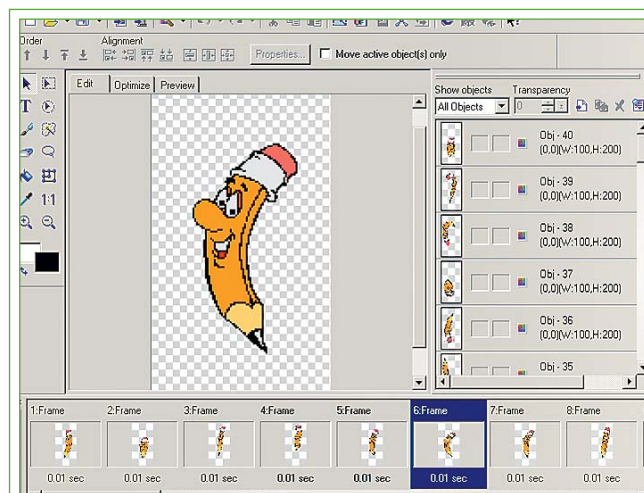 Order
Alignment
Properties...
Move active object(s) only
Edit
Optimize
Preview
Show objects
Transparency
All Objects
0
T
1:1
Obj - 40
(0,0)(W:100,H:200)
Obj - 39
(0,0)(W:100,H:200)
Obj - 38
(0,0)(W:100,H:200)
Obj - 37
(0,0)(W:100,H:200)
Obj - 36
(0,0)(W:100,H:200)
Obj - 35
1:Frame
2:Frame
3:Frame
4:Frame
5:Frame
6:Frame
7:Frame
8:Frame
0.01 sec
0.01 sec
0.01 sec
0.01 sec
0.01 sec
0.01 sec
0.01 sec
0.01 sec